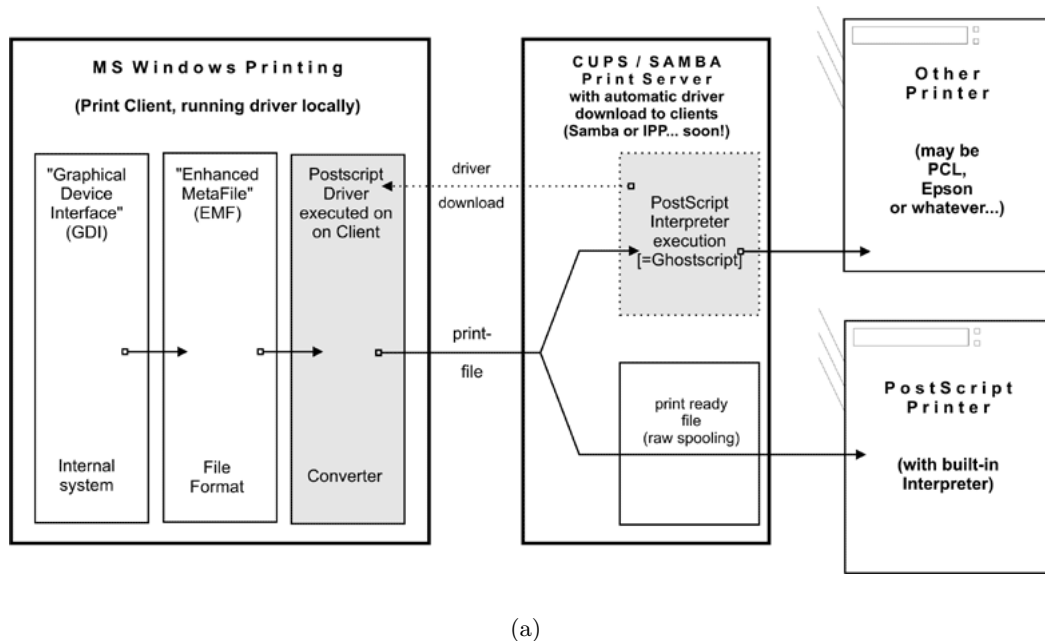 MS Windows Printing
(Print Client, running driver locally)
"Graphical
Device
Interface"
(GDI)
Internal
system
"Enhanced
MetaFile"
(EMF)
File
Format
Postscript
Driver
executed on
on Client
Converter
driver
download
print-
file
CUPS / SAMBA
Print Server
with automatic driver
download to clients
(Samba or IPP... soon!)
PostScript
Interpreter
execution
[=Ghostscript]
print ready
file
(raw spooling)
Other
Printer
(may be
PCL,
Epson
or whatever...)
PostScript
Printer
(with built-in
Interpreter)
(a)